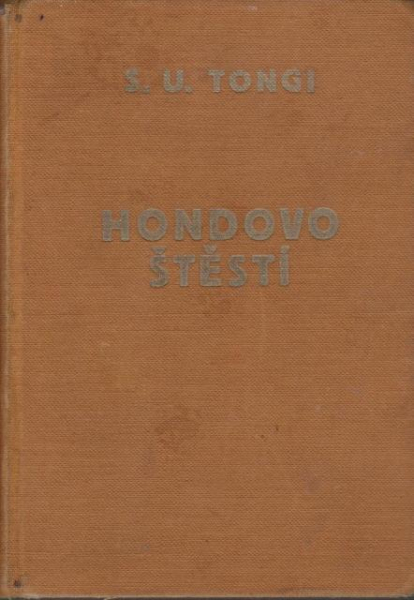 S. U. TONGI
HONDOVO
ŠTĚSTÍ